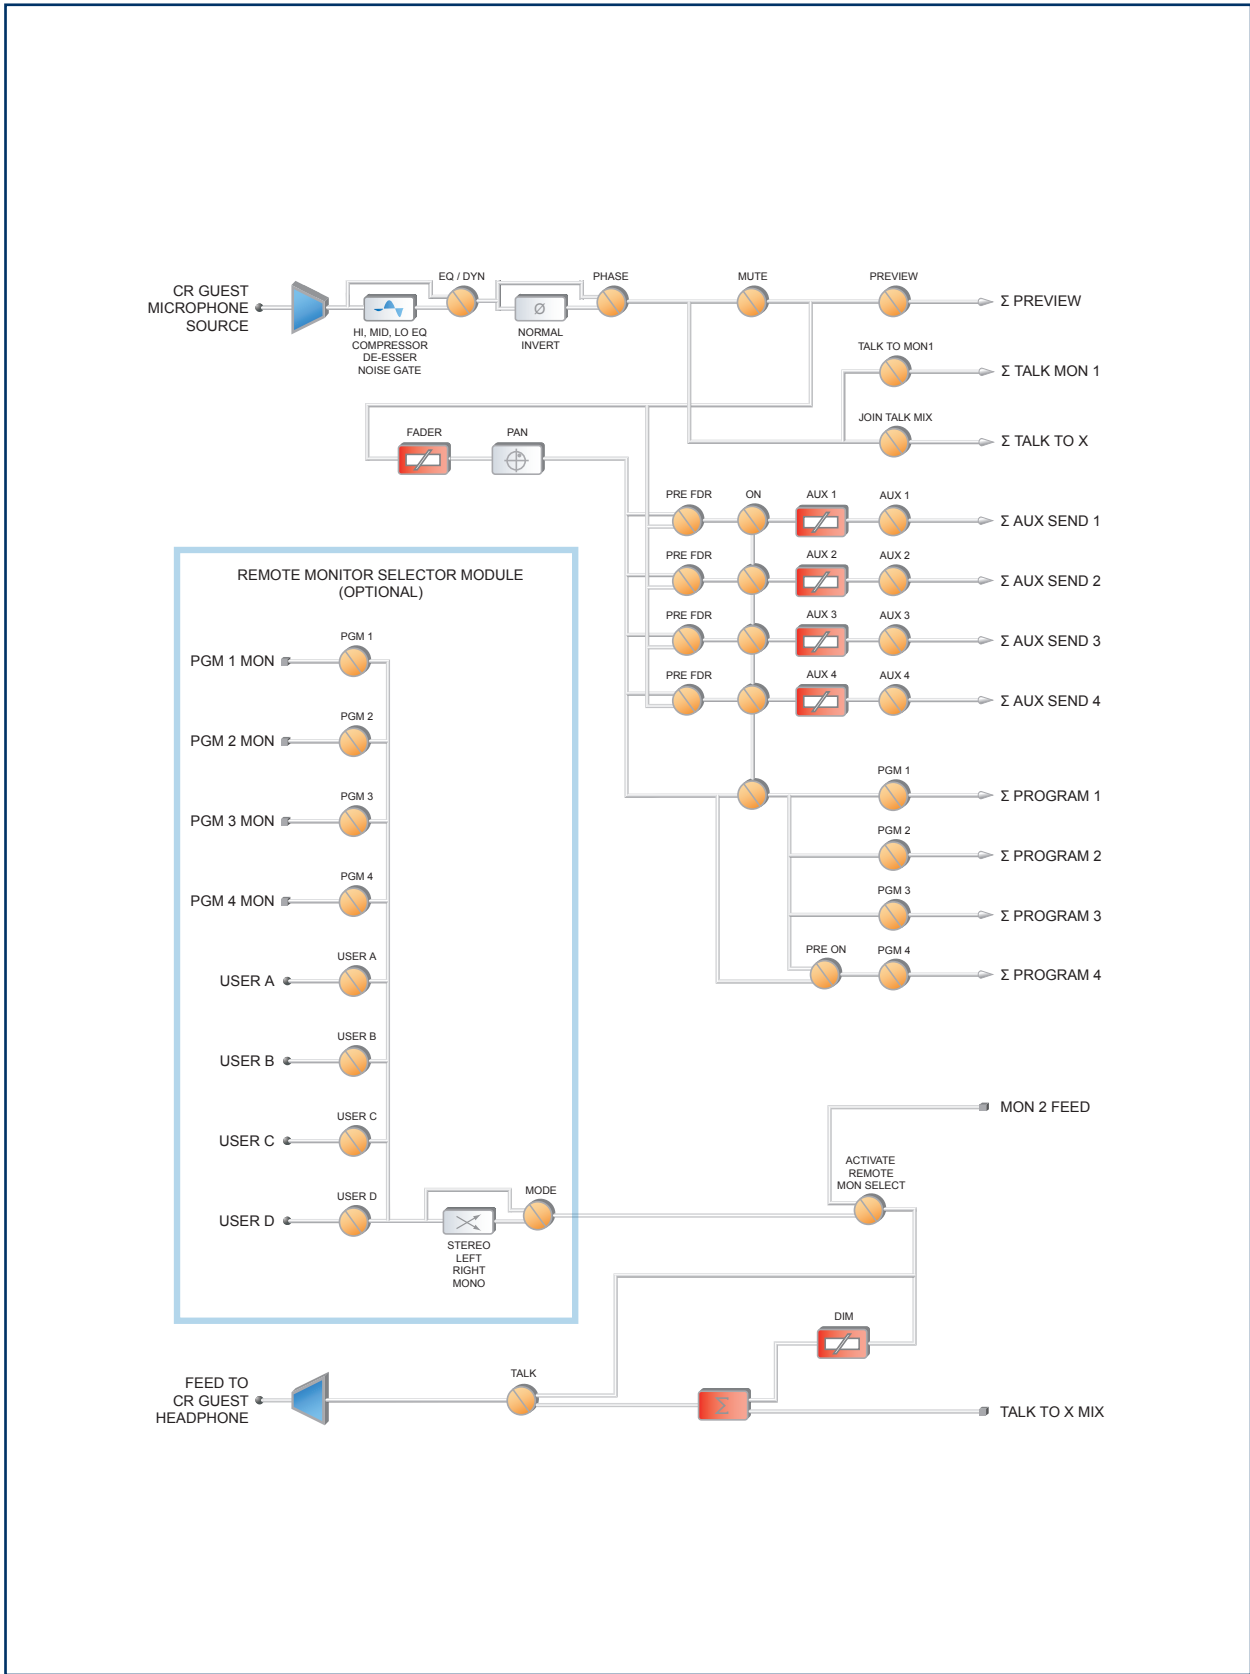 CR GUEST
MICROPHONE
SOURCE
EQ / DYN
HI, MID, LO EQ
COMPRESSOR
DE-ESSER
NOISE GATE
Ø
NORMAL
INVERT
PHASE
MUTE
PREVIEW
Σ PREVIEW
TALK TO MON1
Σ TALK MON 1
JOIN TALK MIX
Σ TALK TO X
FADER
PAN
PRE FDR
ON
AUX 1
AUX 1
Σ AUX SEND 1
PRE FDR
AUX 2
AUX 2
Σ AUX SEND 2
PRE FDR
AUX 3
AUX 3
Σ AUX SEND 3
PRE FDR
AUX 4
AUX 4
Σ AUX SEND 4
PGM 1
Σ PROGRAM 1
PGM 2
Σ PROGRAM 2
PGM 3
Σ PROGRAM 3
PRE ON
PGM 4
Σ PROGRAM 4
REMOTE MONITOR SELECTOR MODULE
(OPTIONAL)
PGM 1 MON
PGM 1
PGM 2 MON
PGM 2
PGM 3 MON
PGM 3
PGM 4 MON
PGM 4
USER A
USER A
USER B
USER B
USER C
USER C
USER D
USER D
STEREO
LEFT
RIGHT
MONO
MODE
MON 2 FEED
ACTIVATE
REMOTE
MON SELECT
DIM
FEED TO
CR GUEST
HEADPHONE
TALK
Σ
TALK TO X MIX